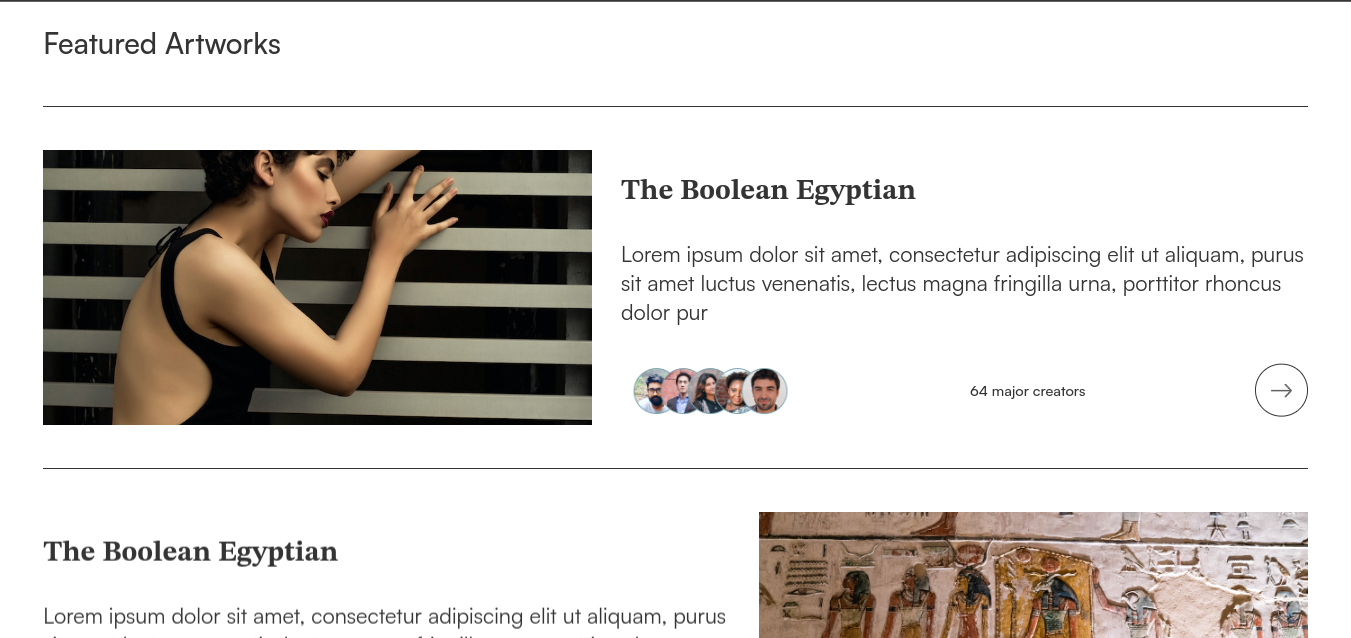 Featured Artworks
The Boolean Egyptian
Lorem ipsum dolor sit amet, consectetur adipiscing elit ut aliquam, purus
sit amet luctus venenatis, lectus magna fringilla urna, porttitor rhoncus
dolor pur
64 major creators
The Boolean Egyptian
Lorem ipsum dolor sit amet, consectetur adipiscing elit ut aliquam, purus